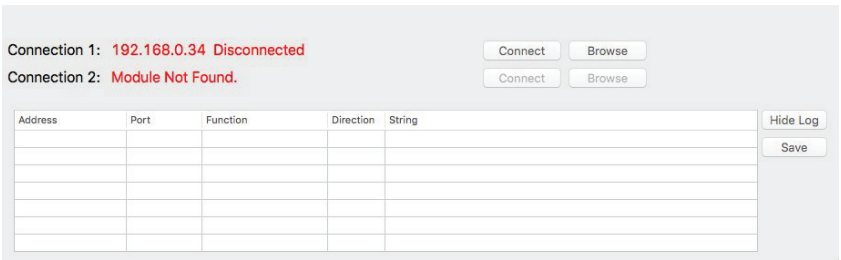 Connection 1: 192.168.0.34 Disconnected Connect Browse
Connection 2: Module Not Found. Connect Browse
Address Port Function Direction String Hide Log
Save